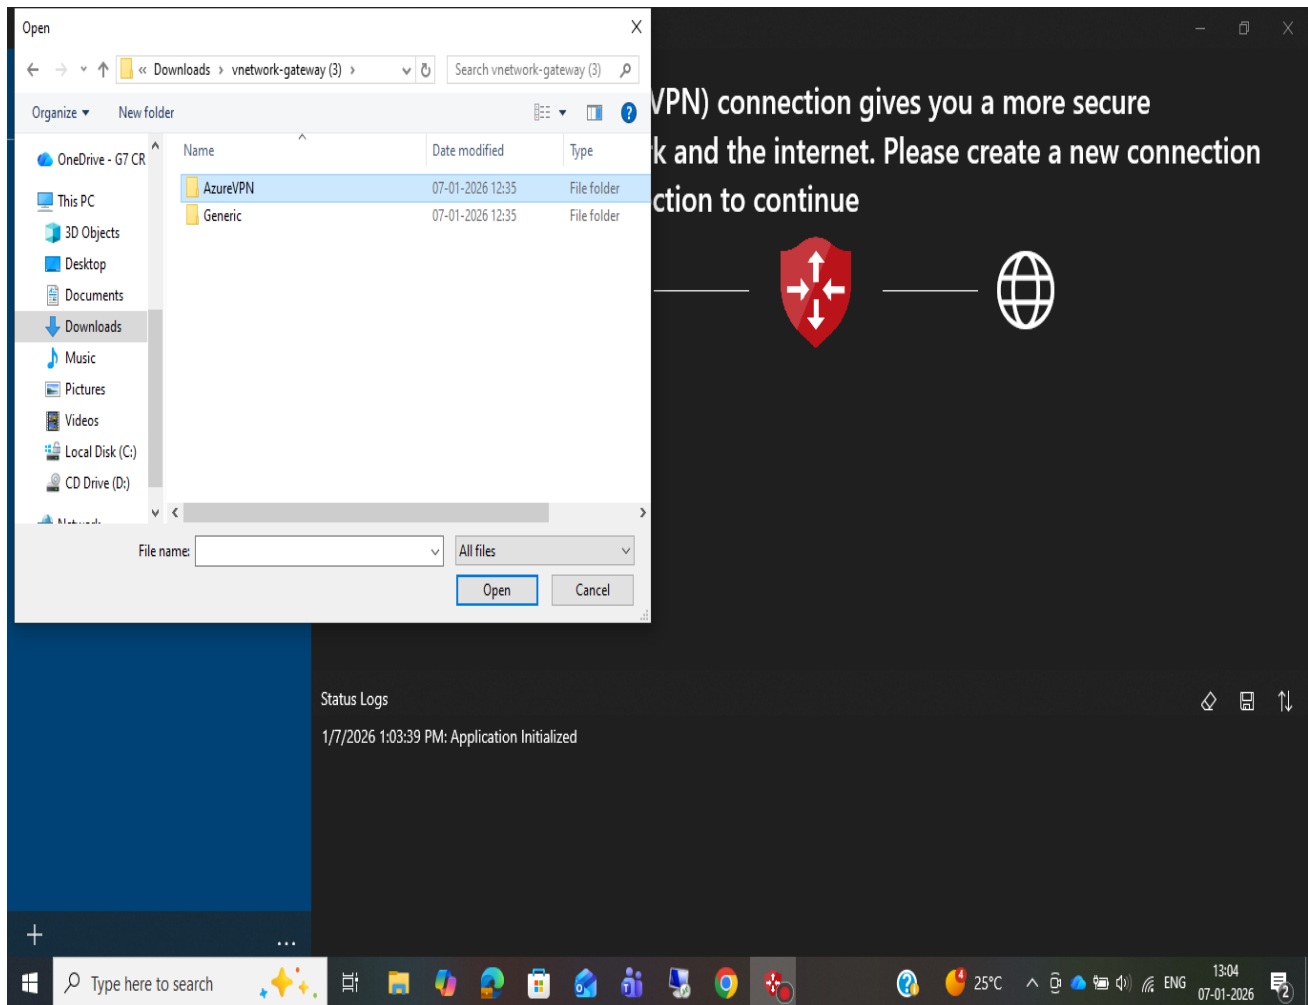 Open
« Downloads › vnetwork-gateway (3) ›
Search vnetwork-gateway (3)
Organize
New folder
Name
Date modified
Type
AzureVPN
07-01-2026 12:35
File folder
Generic
07-01-2026 12:35
File folder
OneDrive - G7 CR
This PC
3D Objects
Desktop
Documents
Downloads
Music
Pictures
Videos
Local Disk (C:)
CD Drive (D:)
File name:
All files
Open
Cancel
VPN) connection gives you a more secure
k and the internet. Please create a new connection
ction to continue
Status Logs
1/7/2026 1:03:39 PM: Application Initialized
Type here to search
4
25°C
ENG
13:04
07-01-2026
2